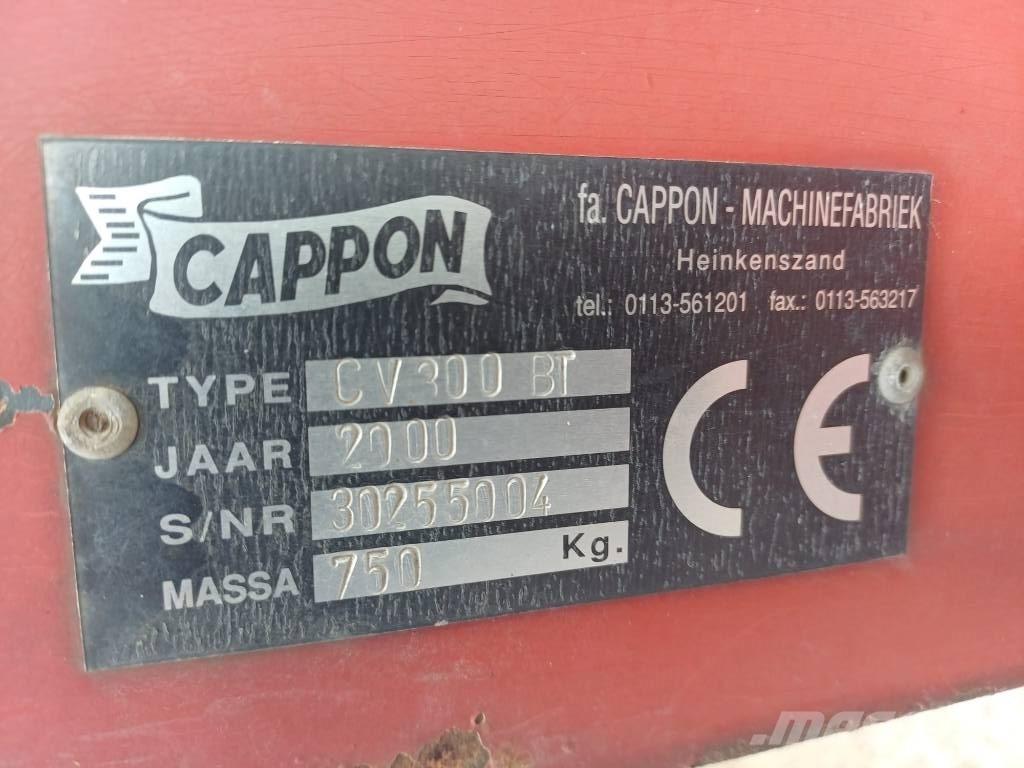 CAPPON
fa. CAPPON - MACHINEFABRIEK
Heinkenszand
tel.: 0113-561201 fax.: 0113-563217
TYPE CV300 BT
JAAR 2000
S/NR 30255004
MASSA 750 Kg.
CE